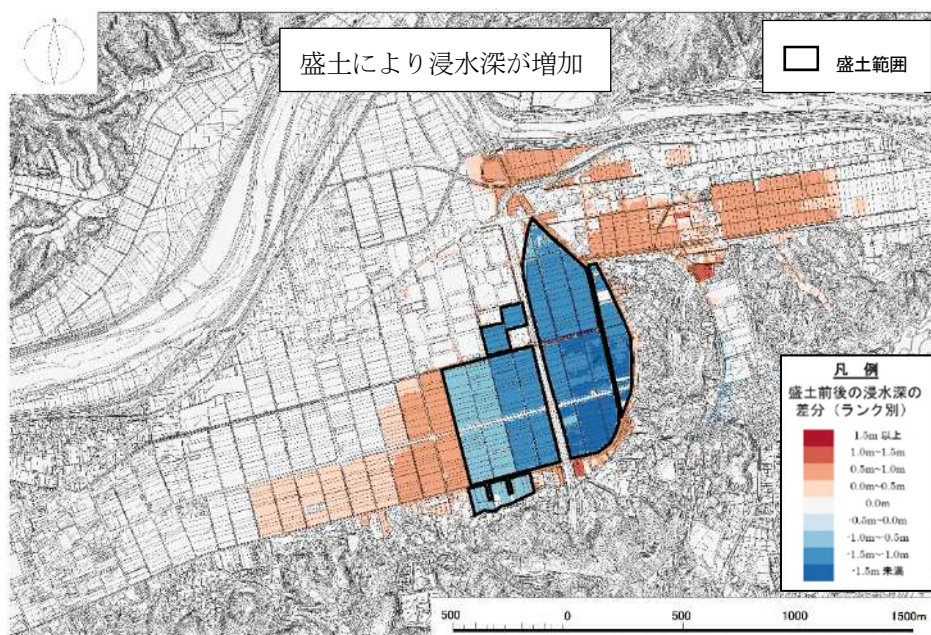 盛土により浸水深が増加
盛土範囲
N
凡 例
盛土前後の浸水深の
差分(ランク別)
1.5m 以上
1.0m~1.5m
0.5m~1.0m
0.0m~0.5m
0.0m
-0.5m~0.0m
-1.0m~-0.5m
-1.5m~-1.0m
-1.5m 未満
500 0 500 1000 1500m